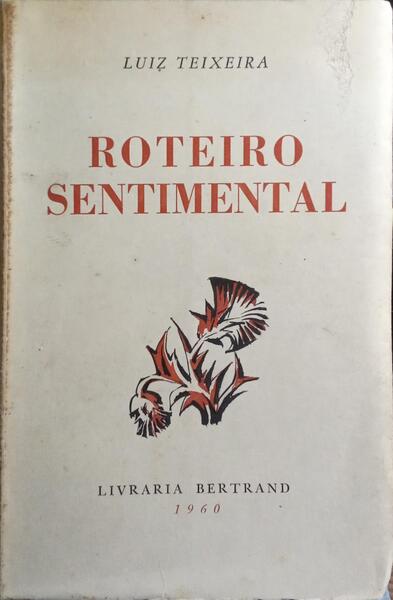 LUIZ TEIXEIRA
ROTEIRO
SENTIMENTAL
LIVRARIA BERTRAND
1960